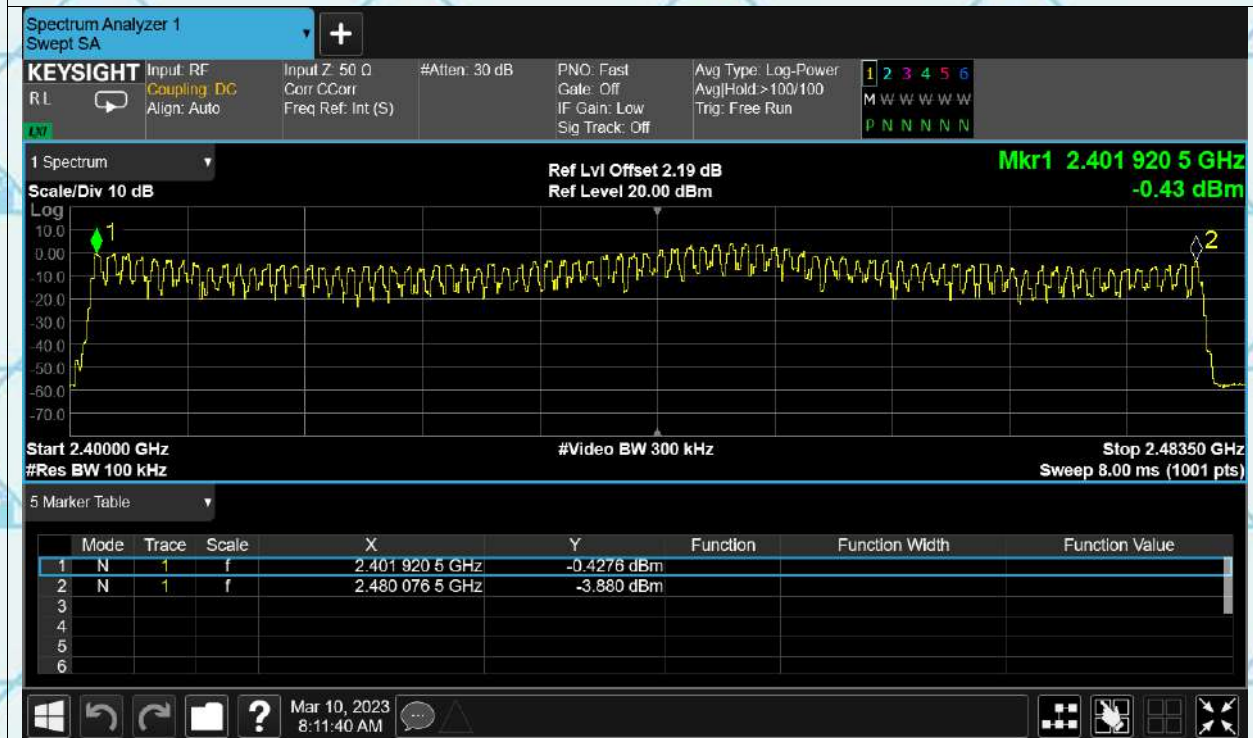 Spectrum Analyzer 1
Swept SA
+
KEYSIGHT
RL
LXI
Input: RF
Coupling: DC
Align: Auto
Input Z: 50 Ω
Corr CCorr
Freq Ref: Int (S)
#Atten: 30 dB
PNO: Fast
Gate: Off
IF Gain: Low
Sig Track: Off
Avg Type: Log-Power
Avg|Hold:>100/100
Trig: Free Run
1 2 3 4 5 6
M W W W W W
P N N N N N
1 Spectrum
Scale/Div 10 dB
Ref Lvl Offset 2.19 dB
Ref Level 20.00 dBm
Mkr1 2.401 920 5 GHz
-0.43 dBm
Log
10.0
0.00
-10.0
-20.0
-30.0
-40.0
-50.0
-60.0
-70.0
1
2
Start 2.40000 GHz
#Video BW 300 kHz
Stop 2.48350 GHz
#Res BW 100 kHz
Sweep 8.00 ms (1001 pts)
5 Marker Table
Mode Trace Scale X Y Function Function Width Function Value
1 N 1 f 2.401 920 5 GHz -0.4276 dBm
2 N 1 f 2.480 076 5 GHz -3.880 dBm
3
4
5
6
?
Mar 10, 2023
8:11:40 AM